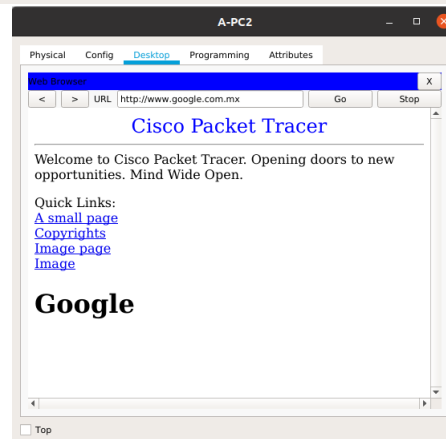 A-PC2
Physical Config Desktop Programming Attributes
Web Browser X
< > URL http://www.google.com.mx Go Stop
Cisco Packet Tracer
Welcome to Cisco Packet Tracer. Opening doors to new
opportunities. Mind Wide Open.
Quick Links:
A small page
Copyrights
Image page
Image
Google
Top